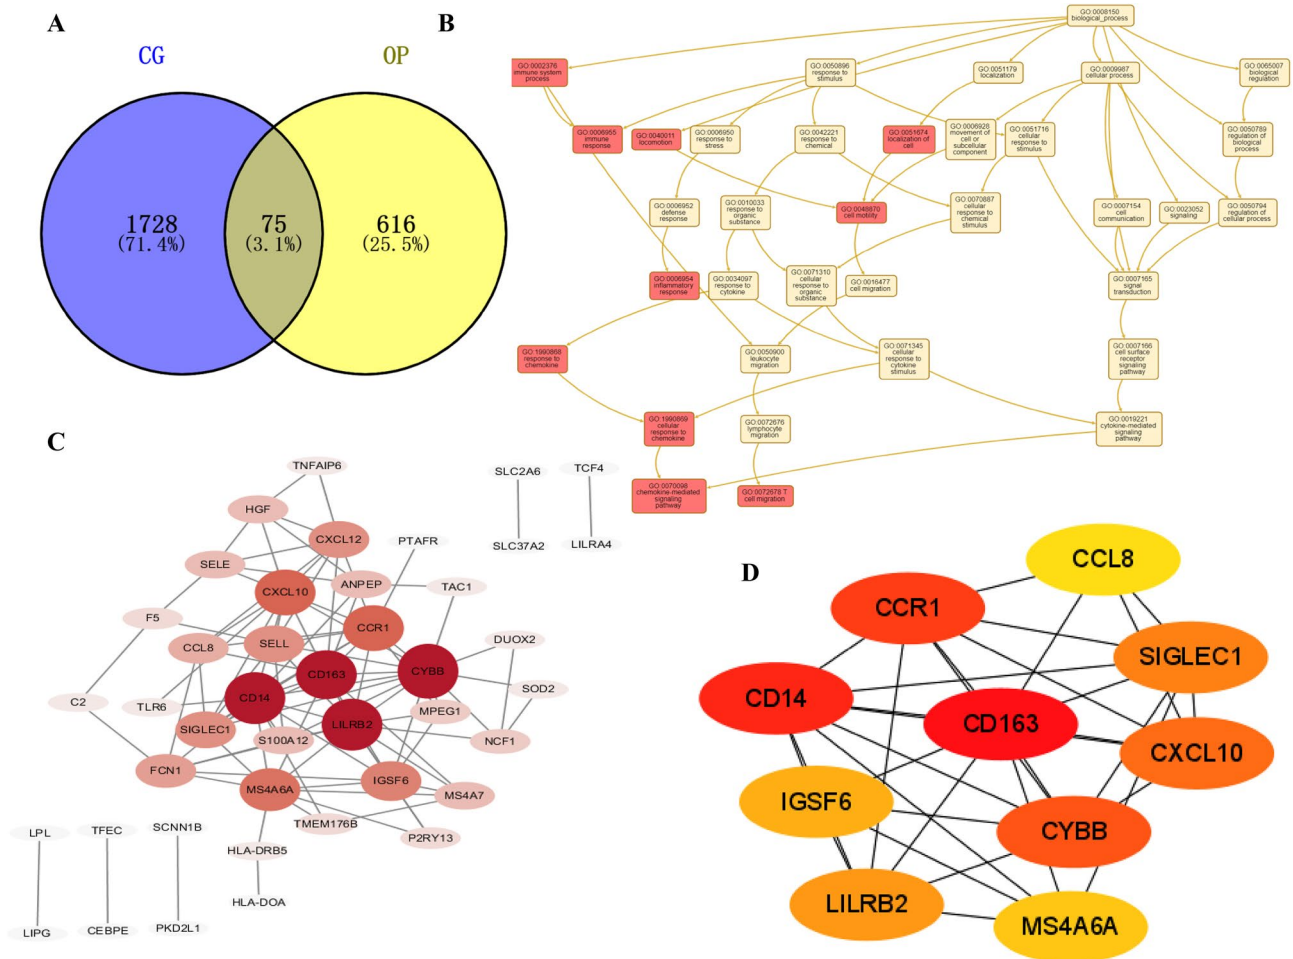 A
CG
OP
1728
(71.4%)
75
(3.1%)
616
(25.5%)
B
GO:0008150
biological_process
GO:0002376
immune system
process
GO:0050896
response to
stimulus
GO:0051179
localization
GO:0009987
cellular process
GO:0065007
biological
regulation
GO:0006955
immune
response
GO:0040011
locomotion
GO:0006950
response to
stress
GO:0042221
response to
chemical
GO:0051674
localization of
cell
GO:0006928
movement of
cell or
subcellular
component
GO:0051716
cellular
response to
stimulus
GO:0050789
regulation of
biological
process
GO:0006952
defense
response
GO:0010033
response to
organic
substance
GO:0048870
cell motility
GO:0070887
cellular
response to
chemical
stimulus
GO:0007154
cell
communication
GO:0023052
signaling
GO:0050794
regulation of
cellular process
GO:0006954
inflammatory
response
GO:0034097
response to
cytokine
GO:0071310
cellular
response to
organic
substance
GO:0016477
cell migration
GO:0007165
signal
transduction
GO:1990868
response to
chemokine
GO:0050900
leukocyte
migration
GO:0071345
cellular
response to
cytokine
stimulus
GO:0007166
cell surface
receptor
signaling
pathway
GO:1990869
cellular
response to
chemokine
GO:0072676
lymphocyte
migration
GO:0019221
cytokine-mediated
signaling
pathway
GO:0070098
chemokine-mediated
signaling
pathway
GO:0072678 T
cell migration
C
TNFAIP6
SLC2A6
TCF4
HGF
CXCL12
PTAFR
SLC37A2
LILRA4
SELE
ANPEP
TAC1
CXCL10
F5
CCR1
CCL8
SELL
DUOX2
CD163
CYBB
C2
TLR6
CD14
SOD2
MPEG1
SIGLEC1
LILRB2
S100A12
NCF1
FCN1
MS4A6A
IGSF6
MS4A7
TMEM176B
P2RY13
LPL
TFEC
SCNN1B
HLA-DRB5
HLA-DOA
LIPG
CEBPE
PKD2L1
D
CCL8
CCR1
SIGLEC1
CD14
CD163
CXCL10
IGSF6
CYBB
LILRB2
MS4A6A